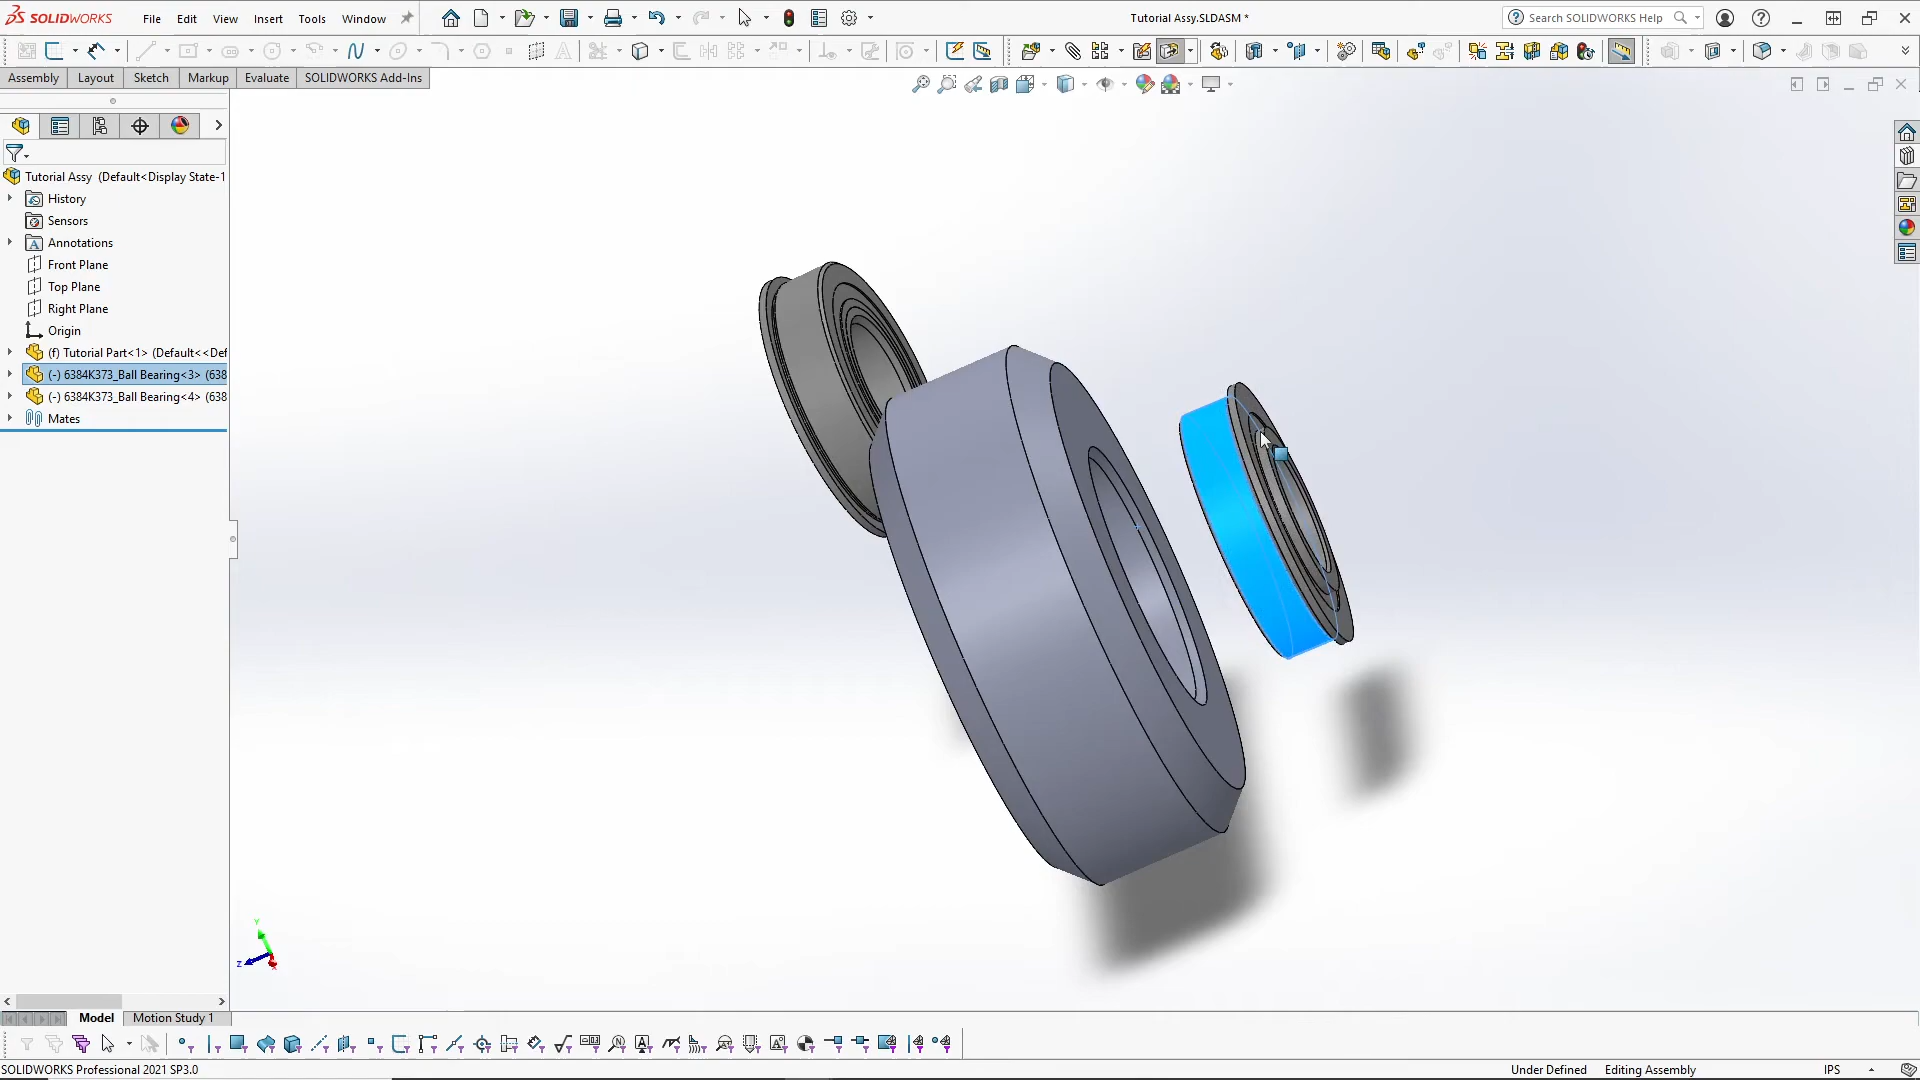 SOLIDWORKS
File Edit View Insert Tools Window
Tutorial Assy.SLDASM *
Search SOLIDWORKS Help
Assembly Layout Sketch Markup Evaluate SOLIDWORKS Add-Ins
Tutorial Assy (Default<Display State-1
History
Sensors
Annotations
Front Plane
Top Plane
Right Plane
Origin
(f) Tutorial Part<1> (Default<<Def
(-) 6384K373_Ball Bearing<3> (638
(-) 6384K373_Ball Bearing<4> (638
Mates
Y
Z
X
Model Motion Study 1
SOLIDWORKS Professional 2021 SP3.0
Under Defined Editing Assembly IPS